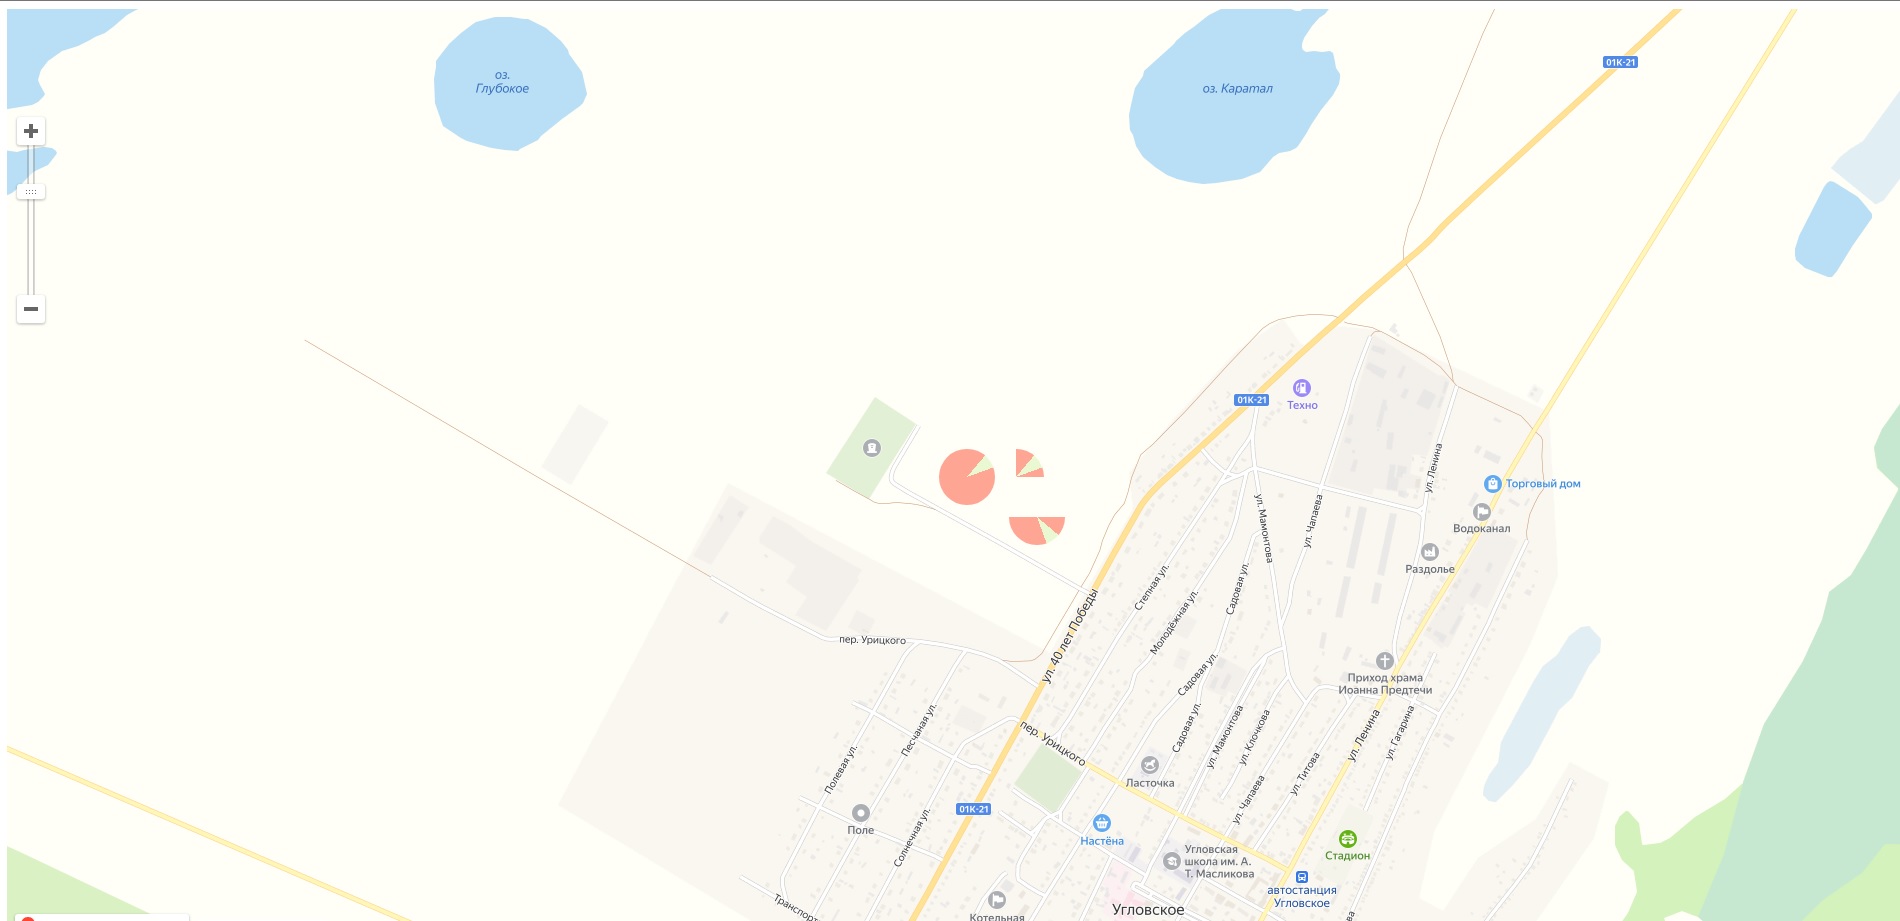 оз.
Глубокое
оз. Каратал
01К-21
01К-21
Техно
ул. Ленина
Торговый дом
Водоканал
ул. Мамонтова
ул. Чапаева
Раздолье
Степная ул.
Молодёжная ул.
Садовая ул.
ул. 40 лет Победы
пер. Урицкого
Садовая ул.
Приход храма
Иоанна Предтечи
Песчаная ул.
Полевая ул.
пер. Урицкого
Садовая ул.
ул. Мамонтова
ул. Клочкова
ул. Ленина
ул. Гагарина
Ласточка
ул. Чапаева
ул. Титова
01К-21
Поле
Солнечная ул.
Настёна
Угловская
школа им. А.
Т. Масликова
Стадион
автостанция
Угловское
Котельная
Угловское